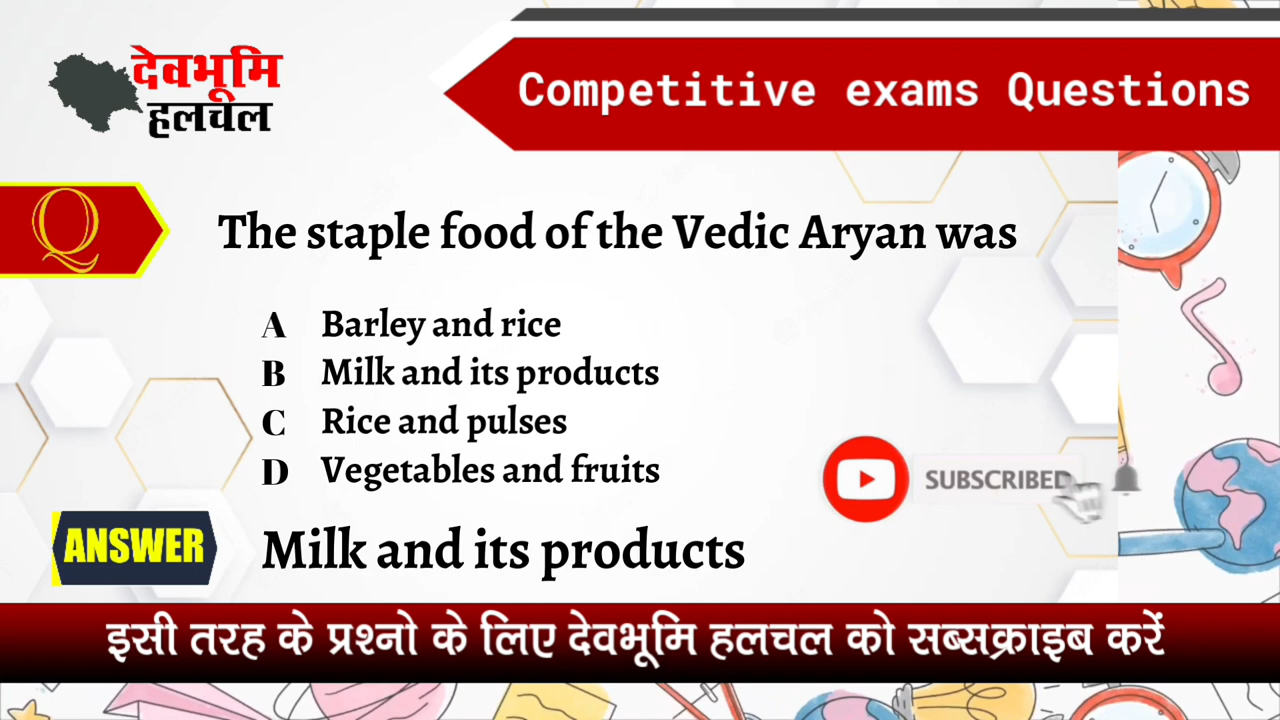 देवभूमि
हलचल
Competitive exams Questions
Q
The staple food of the Vedic Aryan was
A Barley and rice
B Milk and its products
C Rice and pulses
D Vegetables and fruits
SUBSCRIBED
ANSWER Milk and its products
इसी तरह के प्रश्नो के लिए देवभूमि हलचल को सब्सक्राइब करें